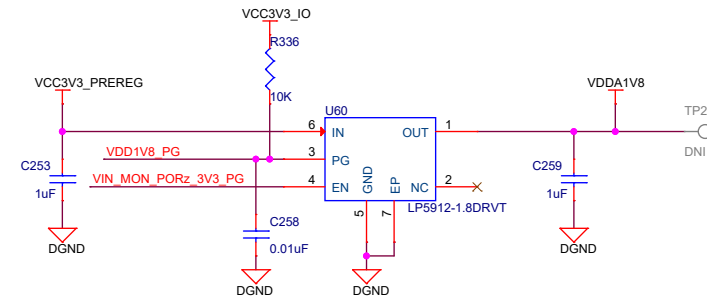 VCC3V3_IO
R336
10K
VCC3V3_PREREG
VDDA1V8
TP2
DNI
U60
6 IN OUT 1
VDD1V8_PG 3 PG
VIN_MON_PORz_3V3_PG 4 EN NC 2
GND EP
5 7
LP5912-1.8DRVT
C253
1uF
C259
1uF
C258
0.01uF
DGND
DGND
DGND
DGND